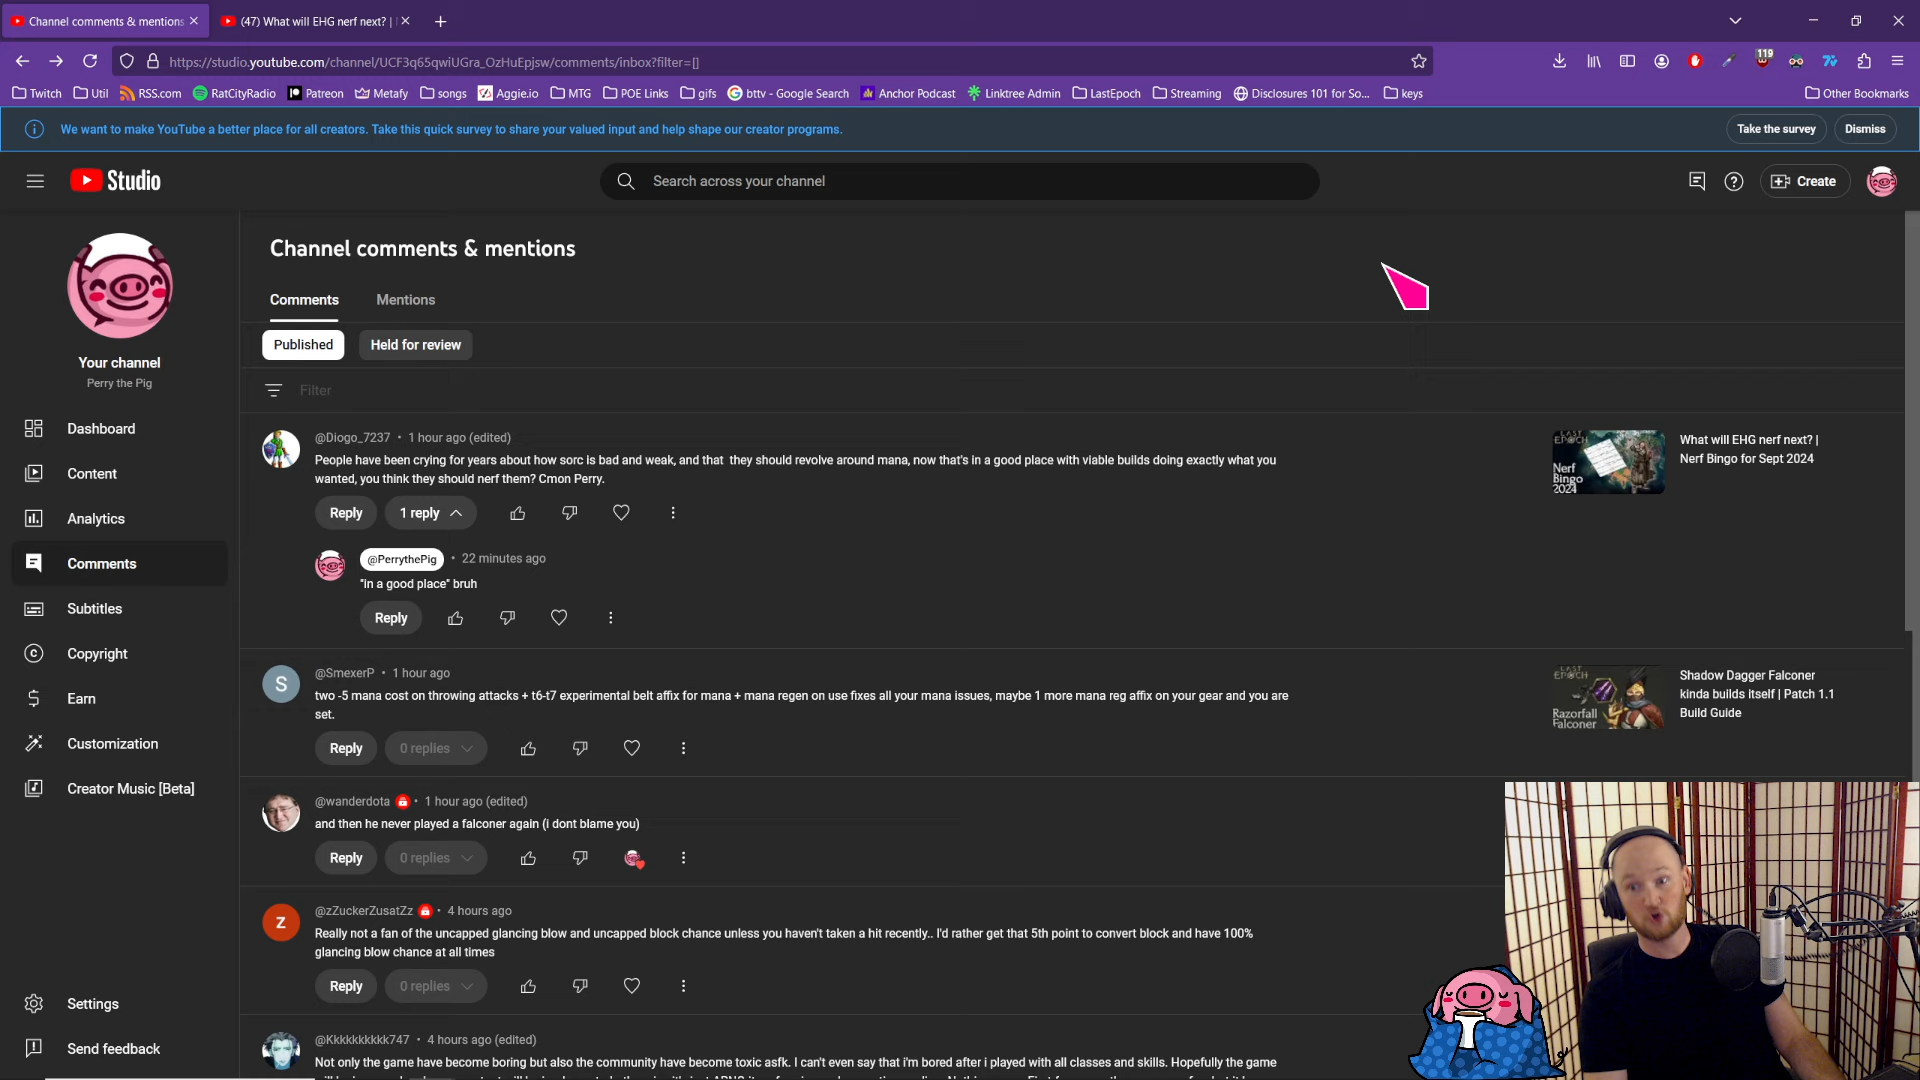 Channel comments & mentions
(47) What will EHG nerf next? |
https://studio.youtube.com/channel/UCF3q65qwiUGra_OzHuEpjsw/comments/inbox?filter=[]
119
Twitch Util RSS.com RatCityRadio Patreon Metafy songs Aggie.io MTG POE Links gifs bttv - Google Search Anchor Podcast Linktree Admin LastEpoch Streaming Disclosures 101 for So... keys Other Bookmarks
We want to make YouTube a better place for all creators. Take this quick survey to share your valued input and help shape our creator programs.
Take the survey
Dismiss
Studio
Search across your channel
Create
Your channel
Perry the Pig
Dashboard
Content
Analytics
Comments
Subtitles
Copyright
Earn
Customization
Creator Music [Beta]
Settings
Send feedback
Channel comments & mentions
Comments Mentions
Published Held for review
Filter
@Diogo_7237 • 1 hour ago (edited)
People have been crying for years about how sorc is bad and weak, and that they should revolve around mana, now that's in a good place with viable builds doing exactly what you
wanted, you think they should nerf them? Cmon Perry.
Reply 1 reply
@PerrythePig • 22 minutes ago
"in a good place" bruh
Reply
LAST EPOCH
Nerf
Bingo
2024
What will EHG nerf next? |
Nerf Bingo for Sept 2024
S
@SmexerP • 1 hour ago
two -5 mana cost on throwing attacks + t6-t7 experimental belt affix for mana + mana regen on use fixes all your mana issues, maybe 1 more mana reg affix on your gear and you are
set.
Reply 0 replies
LAST EPOCH
Razorfall
Falconer
Shadow Dagger Falconer
kinda builds itself | Patch 1.1
Build Guide
@wanderdota • 1 hour ago (edited)
and then he never played a falconer again (i dont blame you)
Reply 0 replies
Z
@zZuckerZusatZz • 4 hours ago
Really not a fan of the uncapped glancing blow and uncapped block chance unless you haven't taken a hit recently.. I'd rather get that 5th point to convert block and have 100%
glancing blow chance at all times
Reply 0 replies
@Kkkkkkkkkk747 • 4 hours ago (edited)
Not only the game have become boring but also the community have become toxic asfk. I can't even say that i'm bored after i played with all classes and skills. Hopefully the game